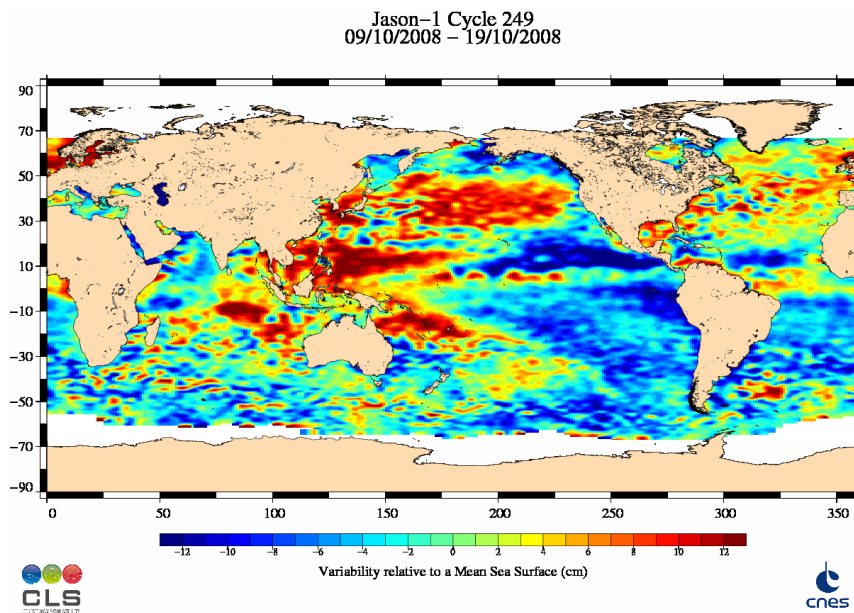 Jason-1 Cycle 249
09/10/2008 - 19/10/2008
90
70
50
30
10
-10
-30
-50
-70
-90
0 50 100 150 200 250 300 350
-12 -10 -8 -6 -4 -2 0 2 4 6 8 10 12
Variability relative to a Mean Sea Surface (cm)
CLS
cnes